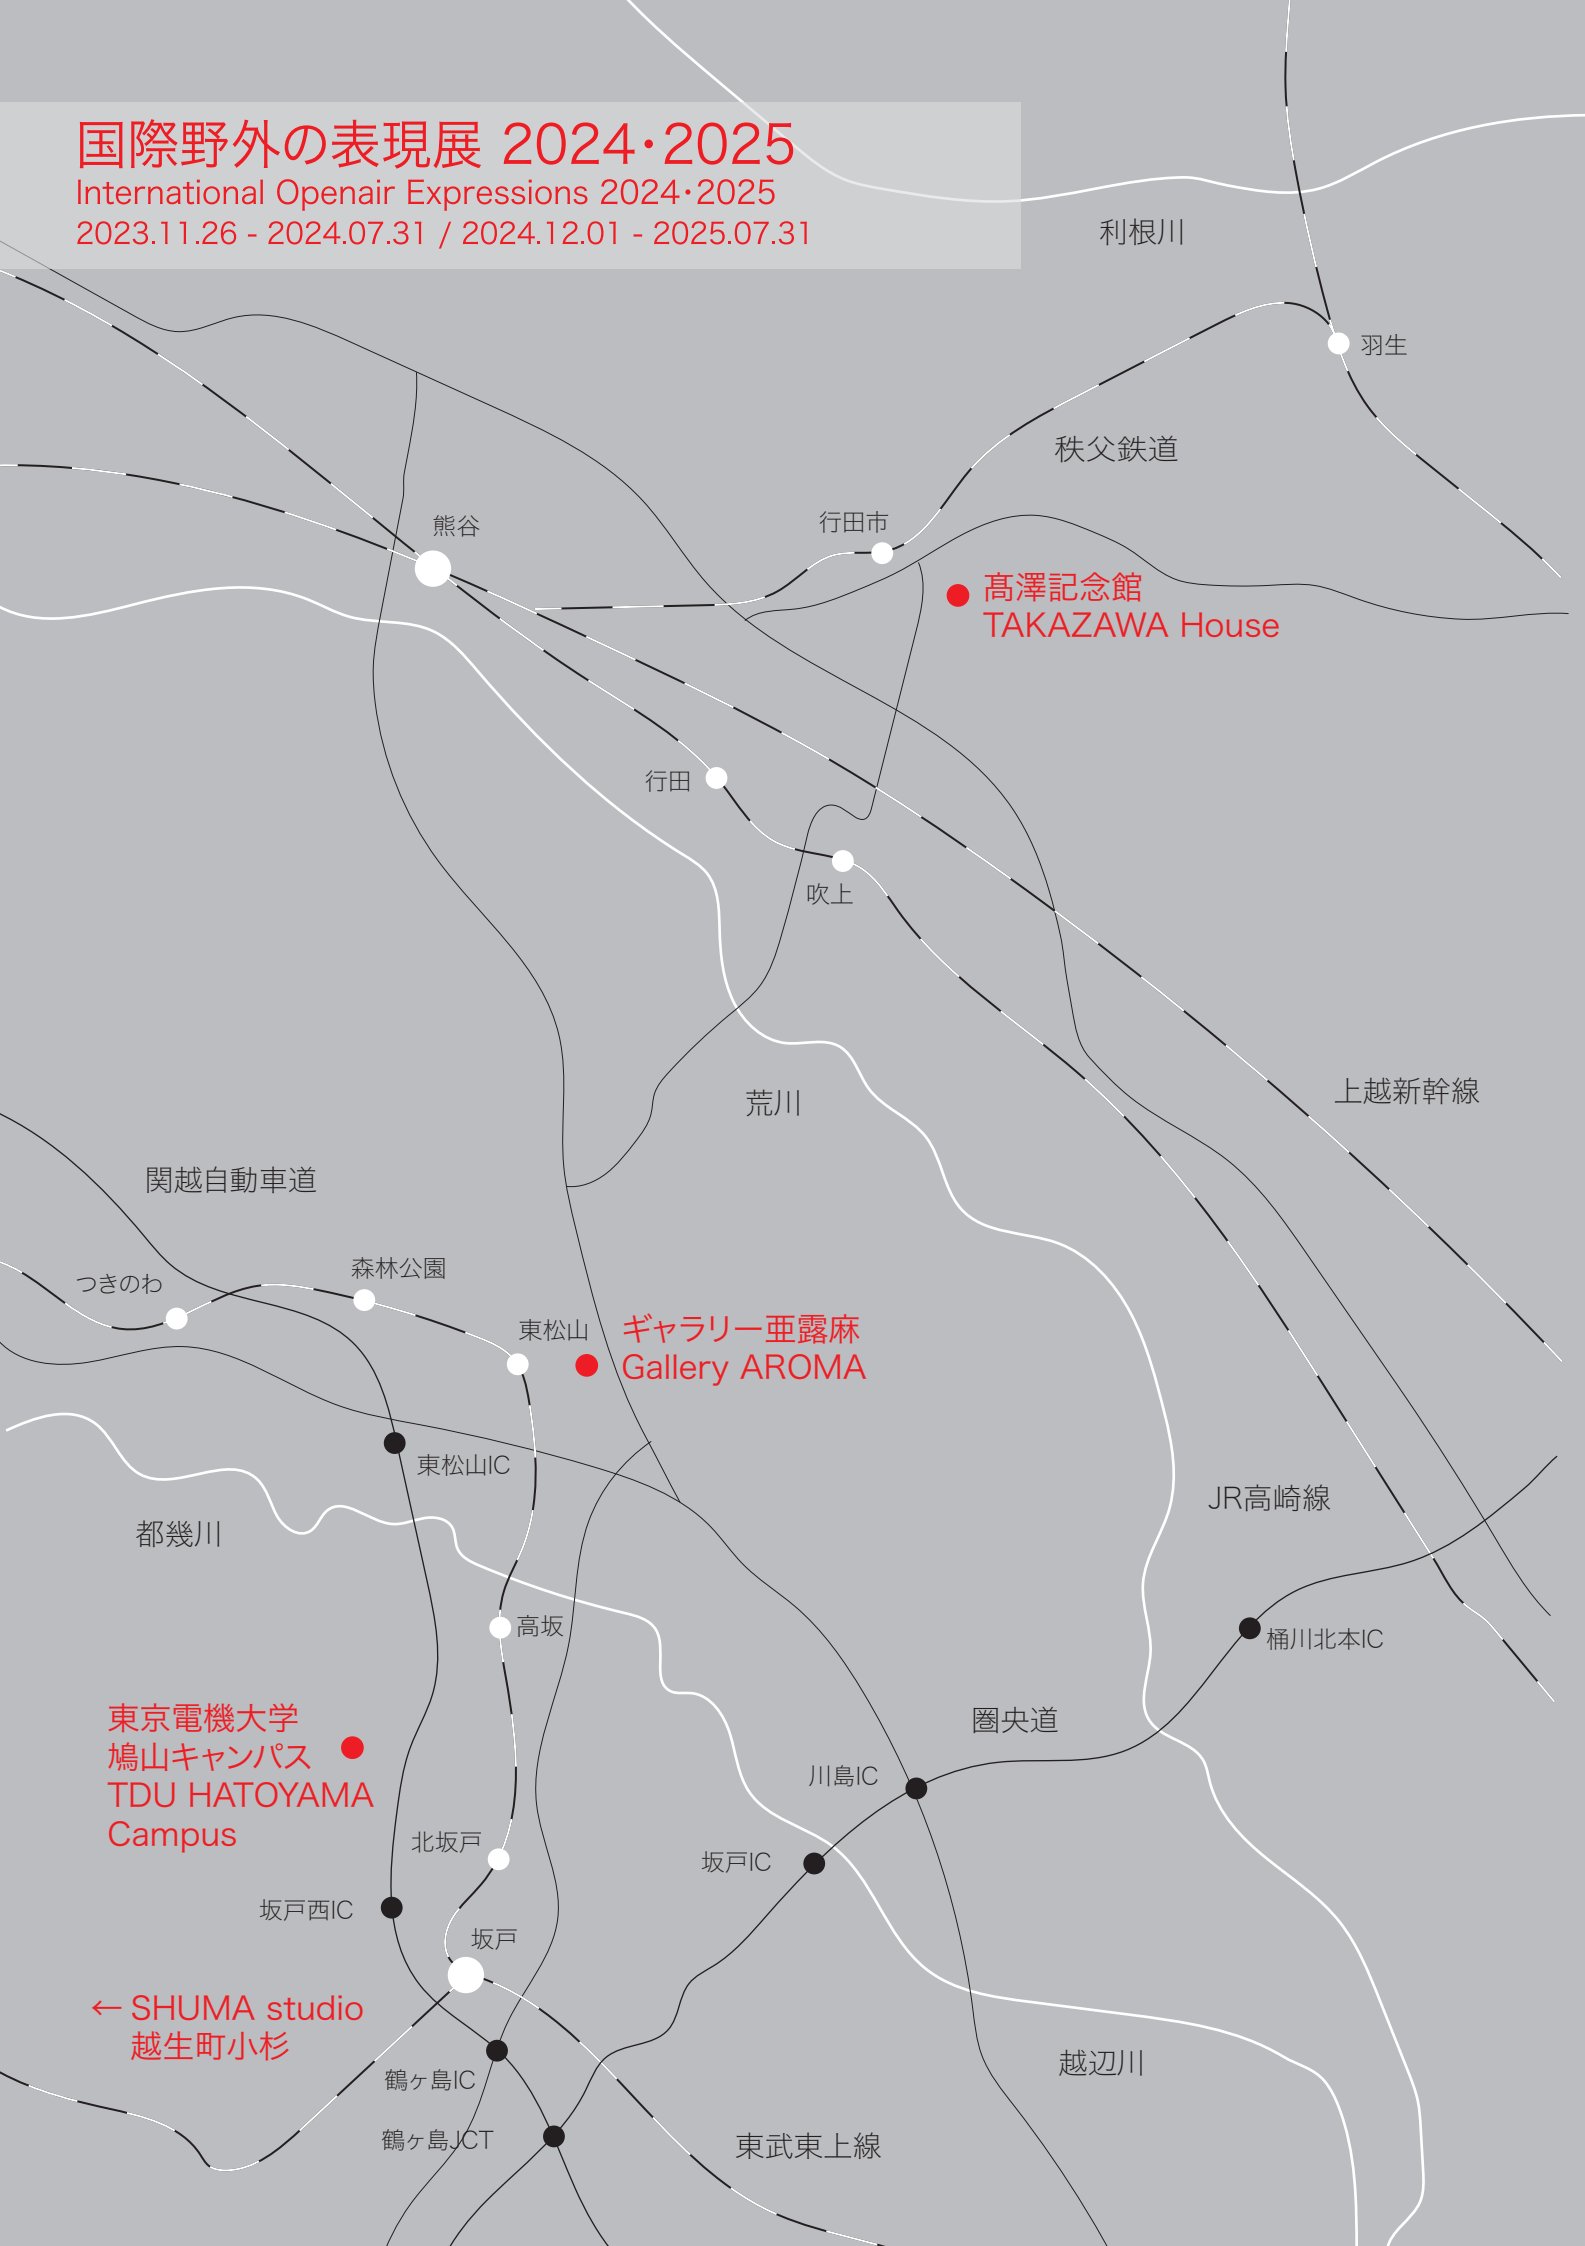 国際野外の表現展 2024･2025
International Openair Expressions 2024･2025
2023.11.26 - 2024.07.31 / 2024.12.01 - 2025.07.31
利根川
羽生
秩父鉄道
熊谷
行田市
髙澤記念館
TAKAZAWA House
行田
吹上
荒川
上越新幹線
関越自動車道
森林公園
つきのわ
東松山
ギャラリー亜露麻
Gallery AROMA
東松山IC
JR高崎線
都幾川
高坂
桶川北本IC
東京電機大学
鳩山キャンパス
TDU HATOYAMA
Campus
圏央道
川島IC
北坂戸
坂戸IC
坂戸西IC
坂戸
← SHUMA studio
越生町小杉
越辺川
鶴ヶ島IC
鶴ヶ島JCT
東武東上線